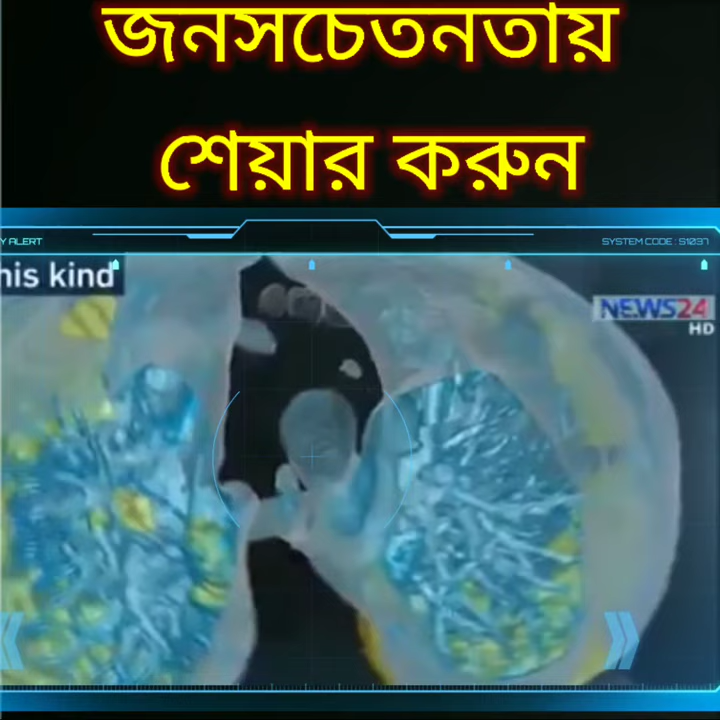 জনসচেতনতায়
শেয়ার করুন
Y ALERT
SYSTEM CODE : S1037
his kind
NEWS24
HD